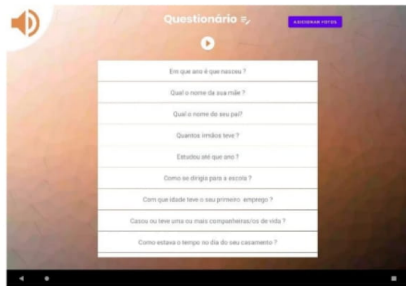 Questionário
ADICIONAR FOTOS
Em que ano é que nasceu ?
Qual o nome da sua mãe ?
Qual o nome do seu pai?
Quantos irmãos teve ?
Estudou até que ano ?
Como se dirigia para a escola ?
Com que idade teve o seu primeiro emprego ?
Casou ou teve uma ou mais companheiras/os de vida ?
Como estava o tempo no dia do seu casamento ?